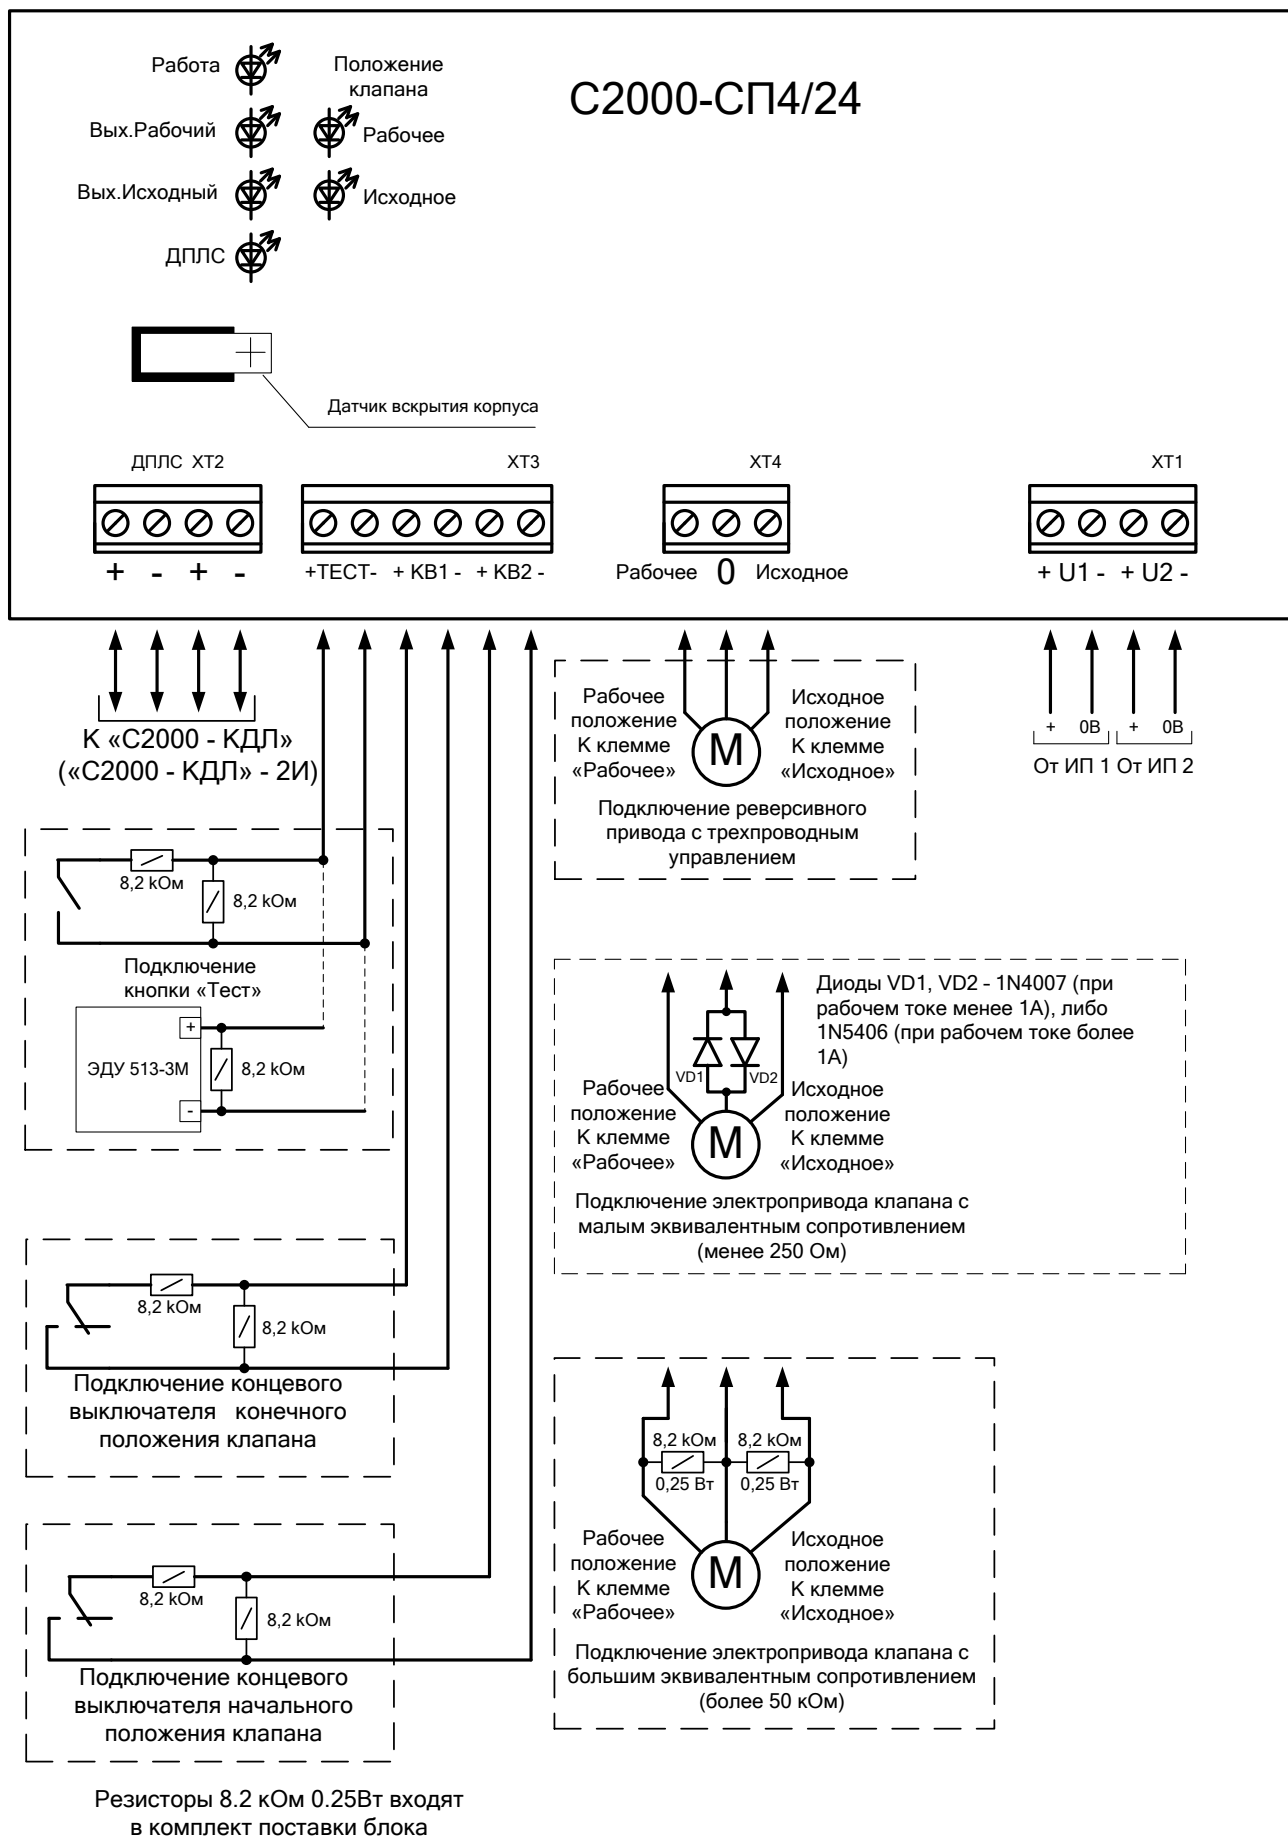 Работа
Положение
клапана
С2000-СП4/24
Вых.Рабочий
Рабочее
Вых.Исходный
Исходное
ДПЛС
Датчик вскрытия корпуса
ДПЛС XT2
XT3
XT4
XT1
+ - + -
+ТЕСТ- + КВ1 - + КВ2 -
Рабочее 0 Исходное
+ U1 - + U2 -
К «С2000 - КДЛ»
(«С2000 - КДЛ» - 2И)
+ 0В + 0В
От ИП 1 От ИП 2
Рабочее
положение
К клемме
«Рабочее»
М
Исходное
положение
К клемме
«Исходное»
Подключение реверсивного
привода с трехпроводным
управлением
8,2 kОм
8,2 kОм
Подключение
кнопки «Тест»
+
ЭДУ 513-3М
8,2 kОм
-
Диоды VD1, VD2 - 1N4007 (при
рабочем токе менее 1А), либо
1N5406 (при рабочем токе более
1А)
VD1
VD2
Рабочее
положение
К клемме
«Рабочее»
М
Исходное
положение
К клемме
«Исходное»
Подключение электропривода клапана с
малым эквивалентным сопротивлением
(менее 250 Ом)
8,2 kОм
8,2 kОм
Подключение концевого
выключателя конечного
положения клапана
8,2 kОм
8,2 kОм
0,25 Вт
0,25 Вт
Рабочее
положение
К клемме
«Рабочее»
М
Исходное
положение
К клемме
«Исходное»
Подключение электропривода клапана с
большим эквивалентным сопротивлением
(более 50 кОм)
8,2 kОм
8,2 kОм
Подключение концевого
выключателя начального
положения клапана
Резисторы 8.2 кОм 0.25Вт входят
в комплект поставки блока